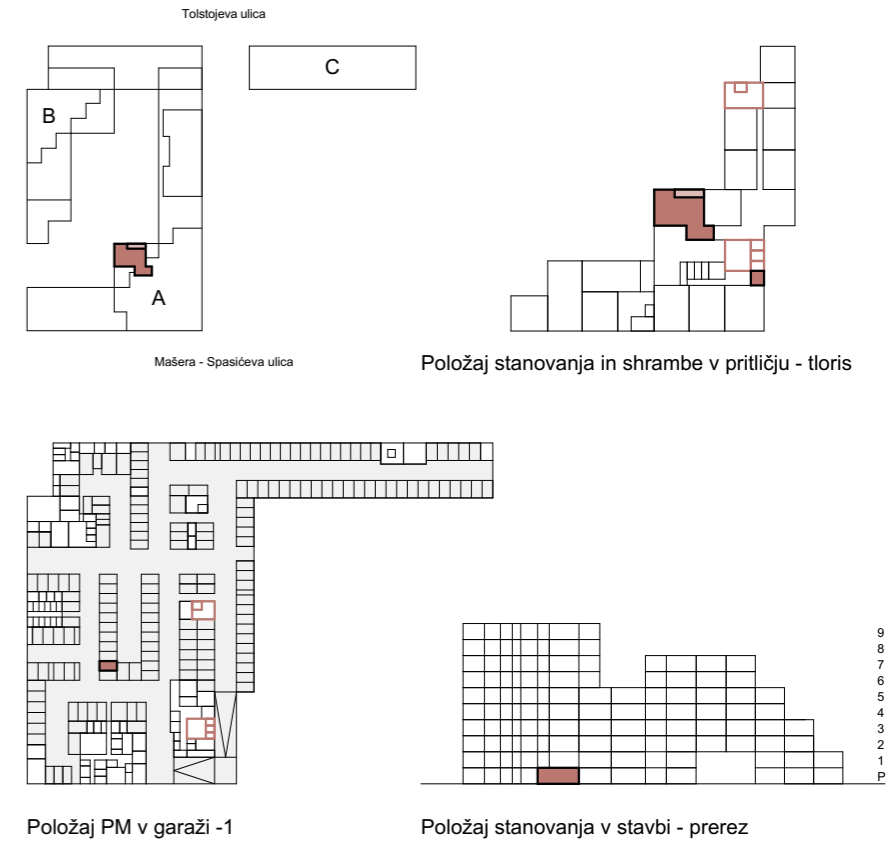 Tolstojeva ulica
C
B
A
Mašera - Spasićeva ulica
Položaj stanovanja in shrambe v pritličju - tloris
9
8
7
6
5
4
3
2
1
P
Položaj PM v garaži -1
Položaj stanovanja v stavbi - prerez